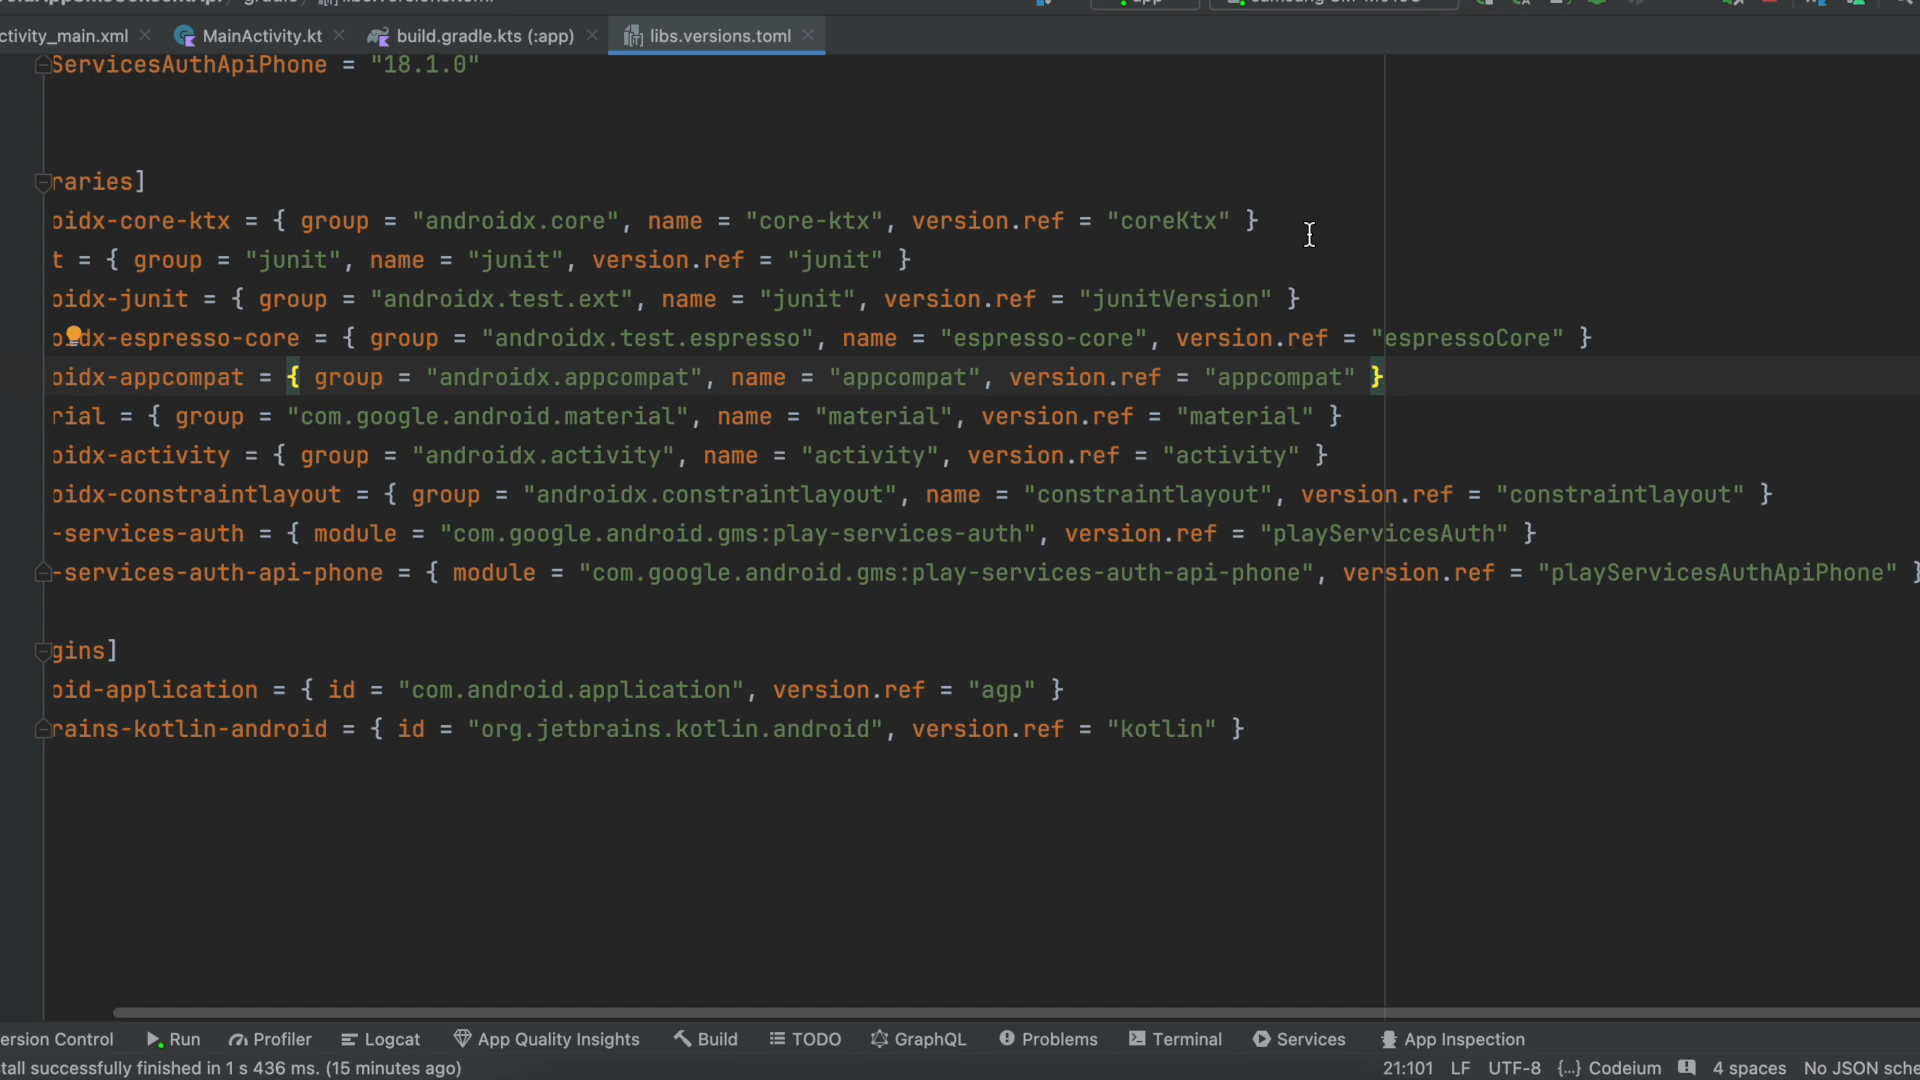 ctivity_main.xml MainActivity.kt build.gradle.kts (:app) libs.versions.toml
ServicesAuthApiPhone = "18.1.0"
raries]
oidx-core-ktx = { group = "androidx.core", name = "core-ktx", version.ref = "coreKtx" }
t = { group = "junit", name = "junit", version.ref = "junit" }
oidx-junit = { group = "androidx.test.ext", name = "junit", version.ref = "junitVersion" }
oidx-espresso-core = { group = "androidx.test.espresso", name = "espresso-core", version.ref = "espressoCore" }
oidx-appcompat = { group = "androidx.appcompat", name = "appcompat", version.ref = "appcompat" }
rial = { group = "com.google.android.material", name = "material", version.ref = "material" }
oidx-activity = { group = "androidx.activity", name = "activity", version.ref = "activity" }
oidx-constraintlayout = { group = "androidx.constraintlayout", name = "constraintlayout", version.ref = "constraintlayout" }
-services-auth = { module = "com.google.android.gms:play-services-auth", version.ref = "playServicesAuth" }
-services-auth-api-phone = { module = "com.google.android.gms:play-services-auth-api-phone", version.ref = "playServicesAuthApiPhone" }
gins]
oid-application = { id = "com.android.application", version.ref = "agp" }
rains-kotlin-android = { id = "org.jetbrains.kotlin.android", version.ref = "kotlin" }
ersion Control Run Profiler Logcat App Quality Insights Build TODO GraphQL Problems Terminal Services App Inspection
tall successfully finished in 1 s 436 ms. (15 minutes ago) 21:101 LF UTF-8 {...} Codeium 4 spaces No JSON sche